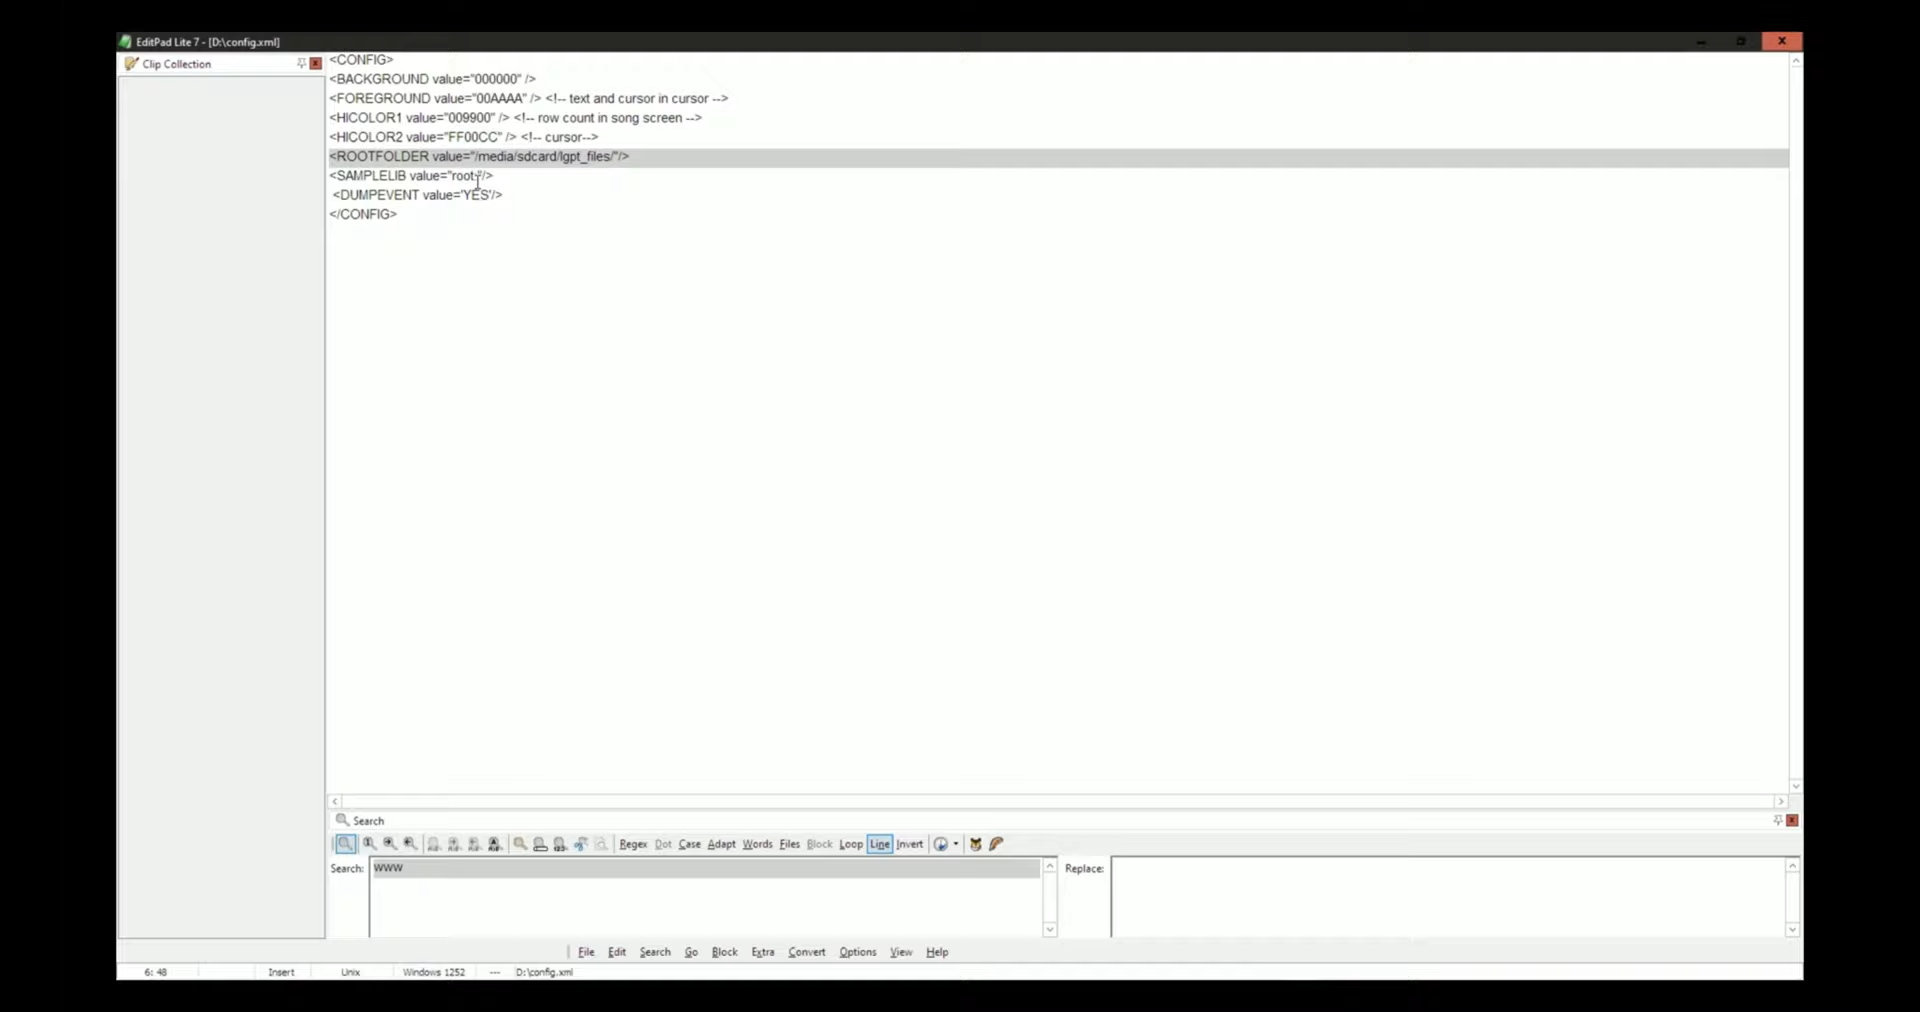 EditPad Lite 7 - [D:\config.xml]
Clip Collection
<CONFIG>
<BACKGROUND value="000000" />
<FOREGROUND value="00AAAA" /> <!-- text and cursor in cursor -->
<HICOLOR1 value="009900" /> <!-- row count in song screen -->
<HICOLOR2 value="FF00CC" /> <!-- cursor-->
<ROOTFOLDER value="/media/sdcard/lgpt_files/"/>
<SAMPLELIB value="root:"/>
<DUMPEVENT value='YES'/>
</CONFIG>
Search
Regex Dot Case Adapt Words Files Block Loop Line Invert
Search: www Replace:
File Edit Search Go Block Extra Convert Options View Help
6: 48 Insert Unix Windows 1252 --- D:\config.xml